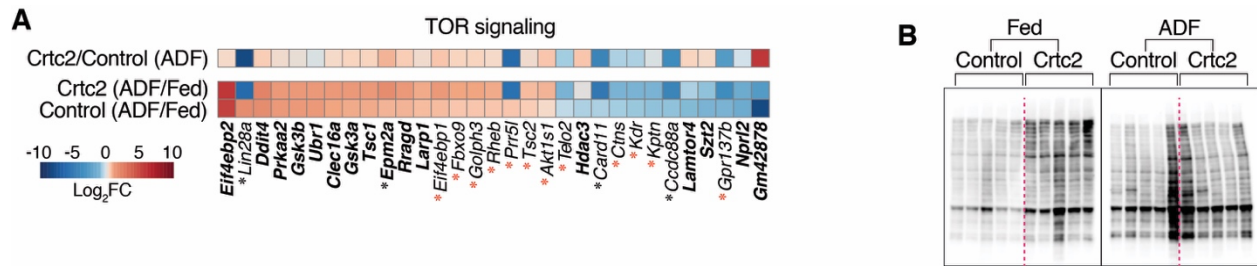 A
TOR signaling
Crtc2/Control (ADF)
Crtc2 (ADF/Fed)
Control (ADF/Fed)
-10 0 10
Log2FC
Eif4ebp2
*Lin28a
Ddit4
Prkaa2
Gsk3b
Ubr1
Clec16a
Gsk3a
Tsc1
*Epm2a
Rragd
Larp1
*Eif4ebp1
*Fbxo9
*Golph3
*Rheb
*Prr5l
*Tsc2
*Akt1s1
*Telo2
Hdac3
*Card11
*Ctns
*Kdr
*Kptn
*Ccdc88a
Lamtor4
Szt2
*Gpr137b
Nprl2
Gm42878
B
Fed ADF
Control Crtc2 Control Crtc2